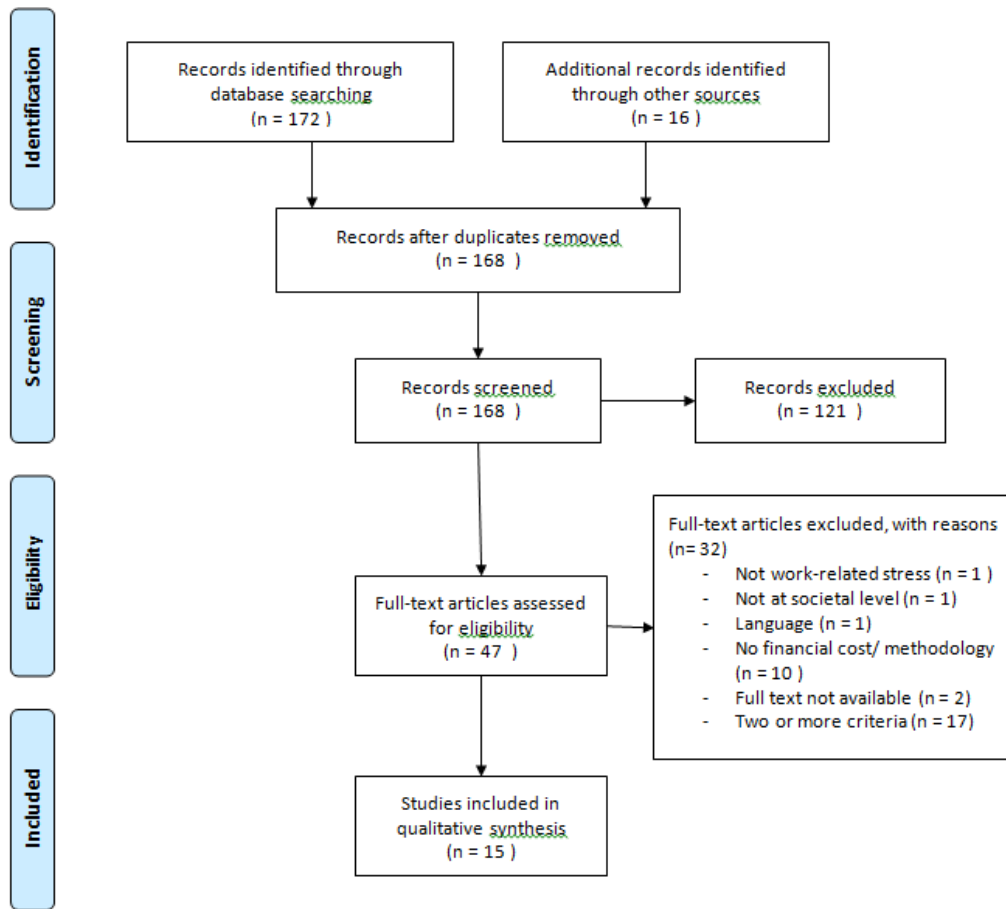 Identification
Records identified through
database searching
(n = 172 )
Additional records identified
through other sources
(n = 16 )
Records after duplicates removed
(n = 168 )
Screening
Records screened
(n = 168 )
Records excluded
(n = 121 )
Eligibility
Full-text articles assessed
for eligibility
(n = 47 )
Full-text articles excluded, with reasons
(n= 32)
- Not work-related stress (n = 1 )
- Not at societal level (n = 1)
- Language (n = 1)
- No financial cost/ methodology
(n = 10 )
- Full text not available (n = 2)
- Two or more criteria (n = 17)
Included
Studies included in
qualitative synthesis
(n = 15 )